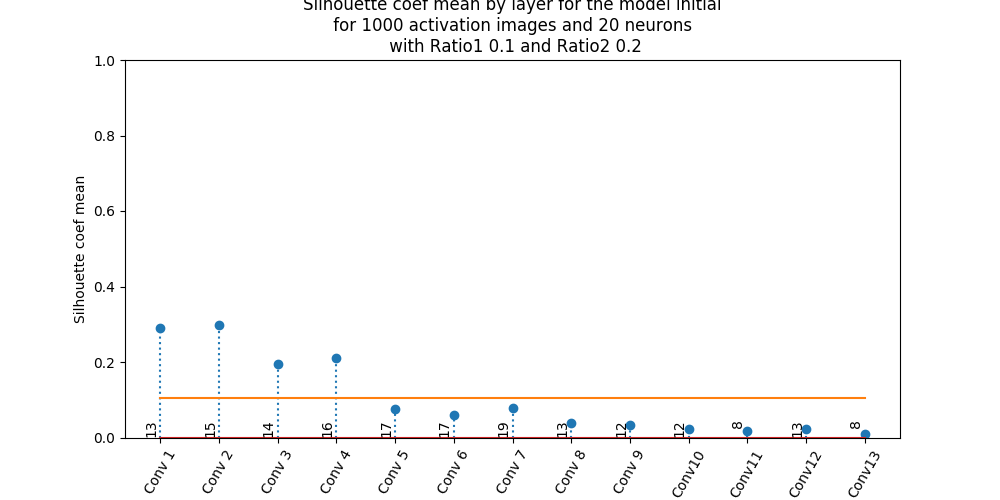 Silhouette coef mean by layer for the model initial
for 1000 activation images and 20 neurons
with Ratio1 0.1 and Ratio2 0.2
Silhouette coef mean
1.0
0.8
0.6
0.4
0.2
0.0
13
15
14
16
17
17
19
13
12
12
8
13
8
Conv 1
Conv 2
Conv 3
Conv 4
Conv 5
Conv 6
Conv 7
Conv 8
Conv 9
Conv10
Conv11
Conv12
Conv13